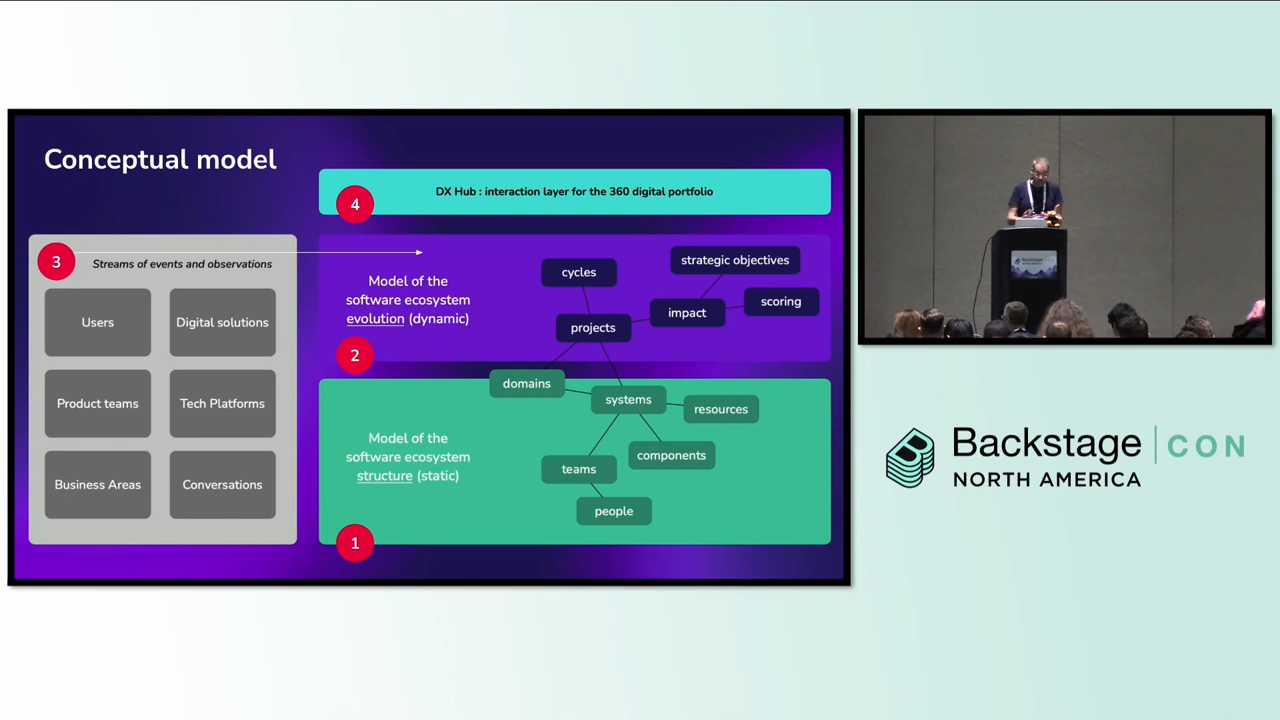 Conceptual model
4
DX Hub : interaction layer for the 360 digital portfolio
3
Streams of events and observations
Users
Digital solutions
Product teams
Tech Platforms
Business Areas
Conversations
Model of the
software ecosystem
evolution (dynamic)
2
cycles
strategic objectives
projects
impact
scoring
domains
systems
resources
Model of the
software ecosystem
structure (static)
components
teams
people
1
Backstage
Backstage CON
NORTH AMERICA